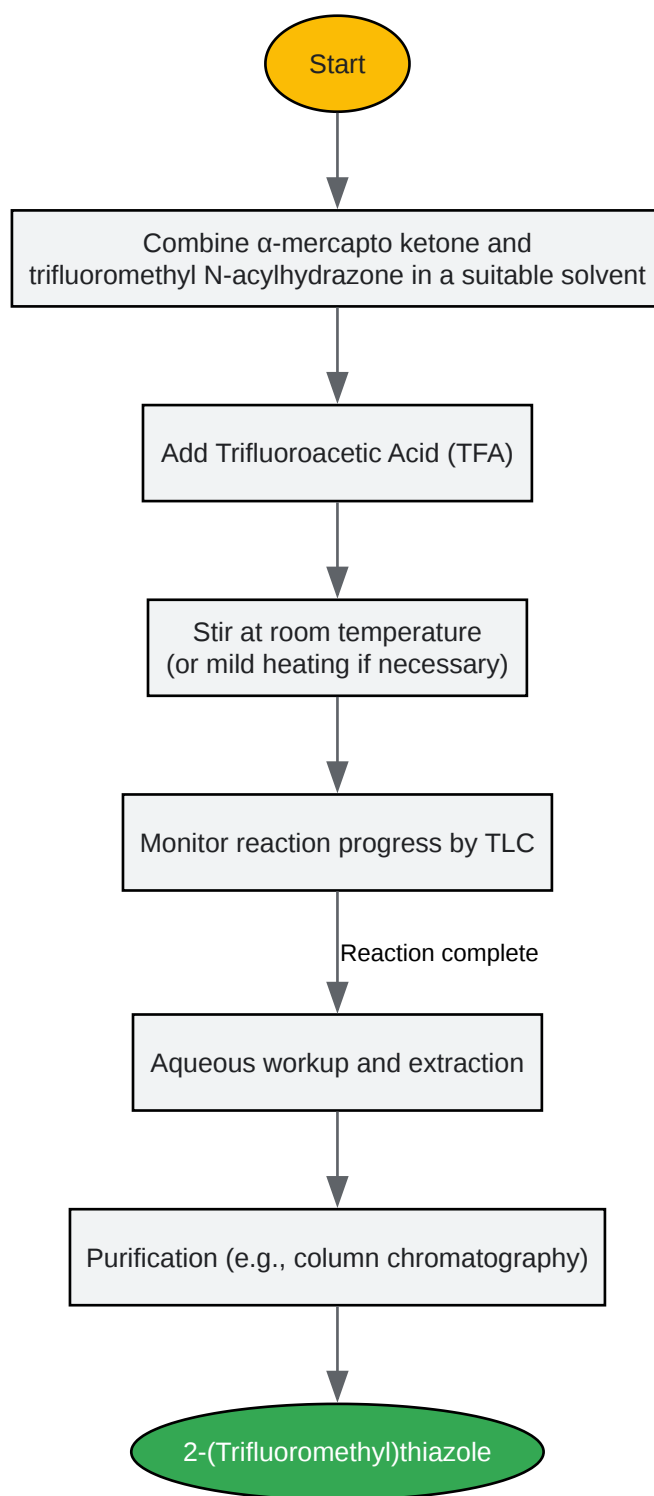 Start
Combine α-mercapto ketone and
trifluoromethyl N-acylhydrazone in a suitable solvent
Add Trifluoroacetic Acid (TFA)
Stir at room temperature
(or mild heating if necessary)
Monitor reaction progress by TLC
Reaction complete
Aqueous workup and extraction
Purification (e.g., column chromatography)
2-(Trifluoromethyl)thiazole